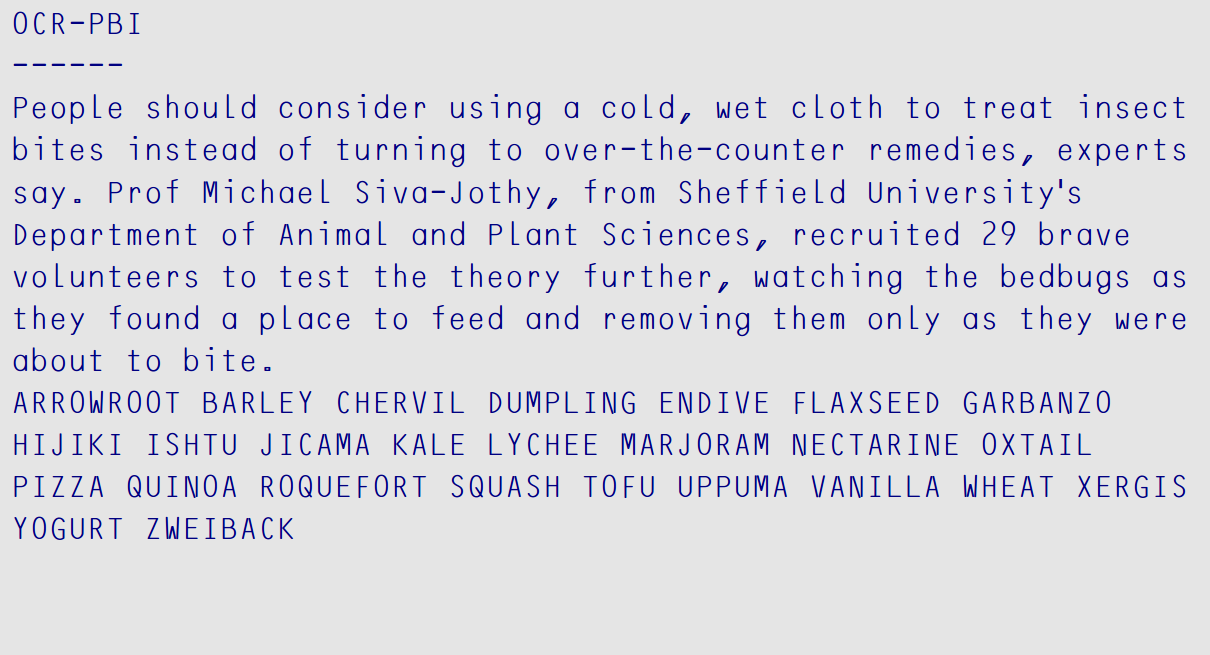 OCR-PBI
------
People should consider using a cold, wet cloth to treat insect
bites instead of turning to over-the-counter remedies, experts
say. Prof Michael Siva-Jothy, from Sheffield University's
Department of Animal and Plant Sciences, recruited 29 brave
volunteers to test the theory further, watching the bedbugs as
they found a place to feed and removing them only as they were
about to bite.
ARROWROOT BARLEY CHERVIL DUMPLING ENDIVE FLAXSEED GARBANZO
HIJIKI ISHTU JICAMA KALE LYCHEE MARJORAM NECTARINE OXTAIL
PIZZA QUINOA ROQUEFORT SQUASH TOFU UPPUMA VANILLA WHEAT XERGIS
YOGURT ZWEIBACK